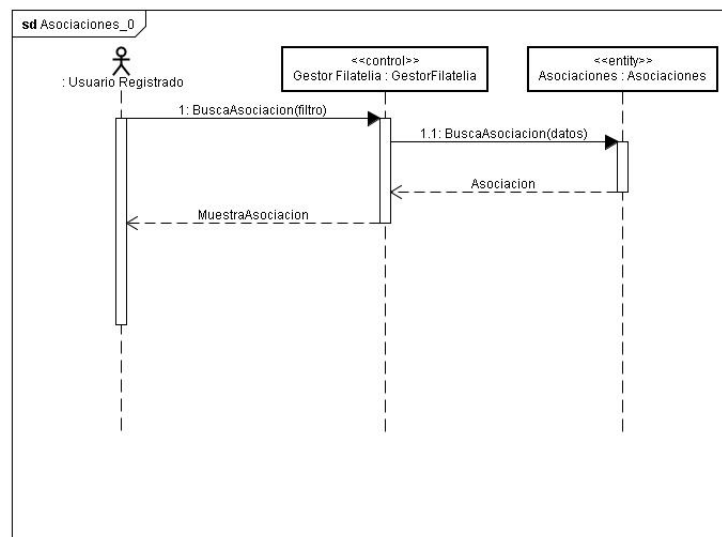 sd Asociaciones_0
: Usuario Registrado
<<control>>
Gestor Filatelia : GestorFilatelia
<<entity>>
Asociaciones : Asociaciones
1: BuscaAsociacion(filtro)
1.1: BuscaAsociacion(datos)
Asociacion
MuestraAsociacion